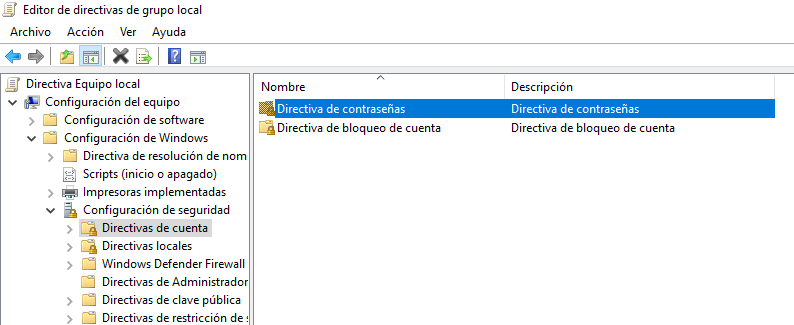 Editor de directivas de grupo local
Archivo Acción Ver Ayuda
Directiva Equipo local
Configuración del equipo
Configuración de software
Configuración de Windows
Directiva de resolución de nom
Scripts (inicio o apagado)
Impresoras implementadas
Configuración de seguridad
Directivas de cuenta
Directivas locales
Windows Defender Firewall
Directivas de Administrador
Directivas de clave pública
Directivas de restricción de s
Nombre Descripción
Directiva de contraseñas Directiva de contraseñas
Directiva de bloqueo de cuenta Directiva de bloqueo de cuenta